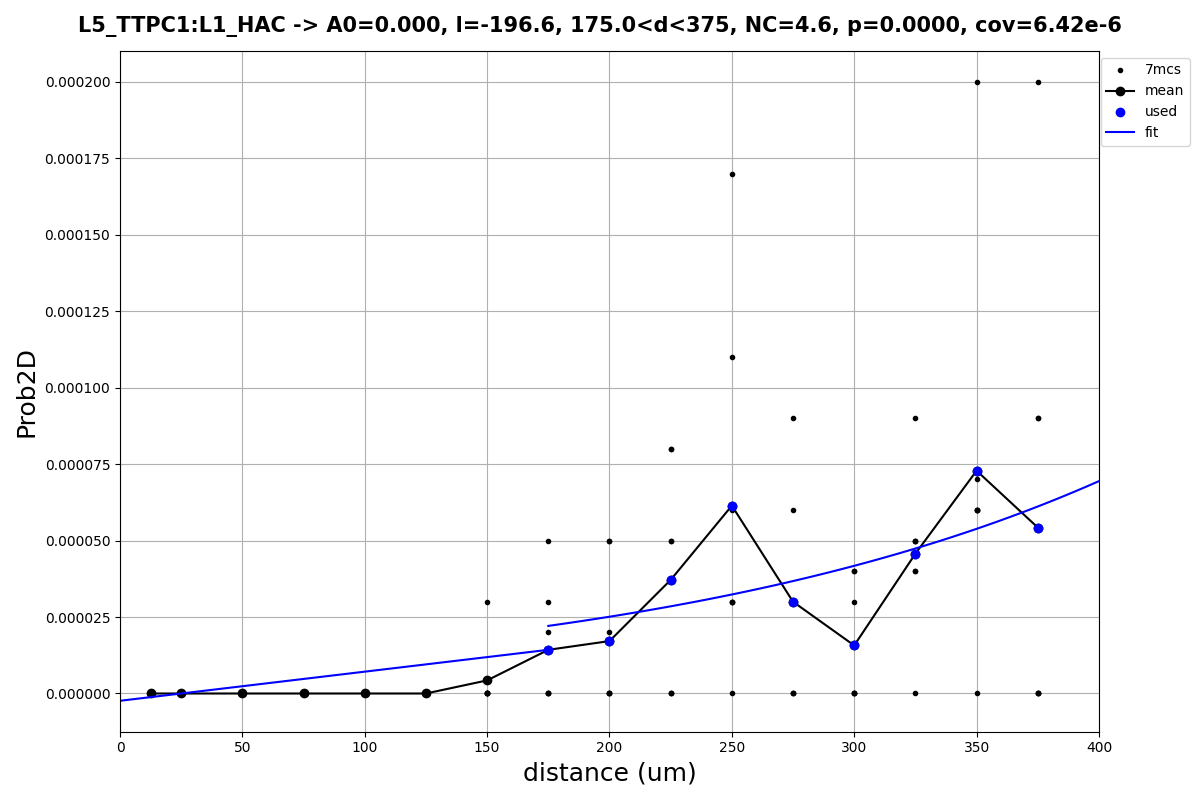 L5_TTPC1:L1_HAC -> A0=0.000, l=-196.6, 175.0<d<375, NC=4.6, p=0.0000, cov=6.42e-6
7mcs
mean
used
fit
Prob2D
0.000200
0.000175
0.000150
0.000125
0.000100
0.000075
0.000050
0.000025
0.000000
0 50 100 150 200 250 300 350 400
distance (um)